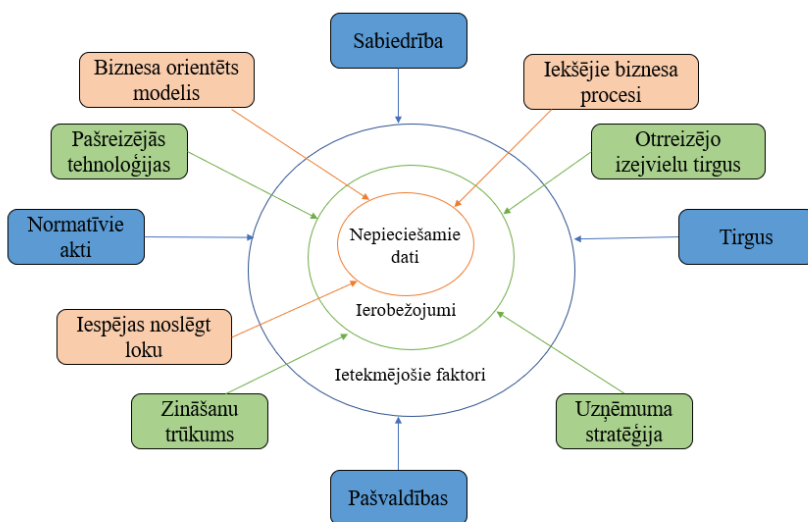 Sabiedrība
Biznesa orientēts
modelis
Iekšējie biznesa
procesi
Pašreizējās
tehnoloģijas
Otrreizējo
izejvielu tirgus
Normatīvie
akti
Nepieciešamie
dati
Tirgus
Ierobežojumi
Iespējas noslēgt
loku
Ietekmējošie faktori
Zināšanu
trūkums
Uzņēmuma
stratēģija
Pašvaldības